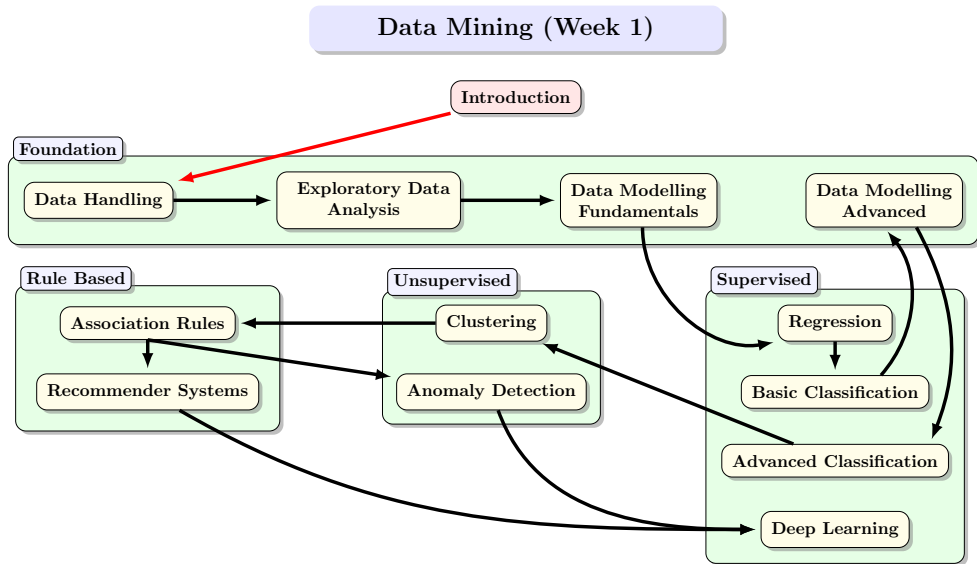 Data Mining (Week 1)
Introduction
Foundation
Data Handling
Exploratory Data
Analysis
Data Modelling
Fundamentals
Data Modelling
Advanced
Rule Based
Association Rules
Recommender Systems
Unsupervised
Clustering
Anomaly Detection
Supervised
Regression
Basic Classification
Advanced Classification
Deep Learning